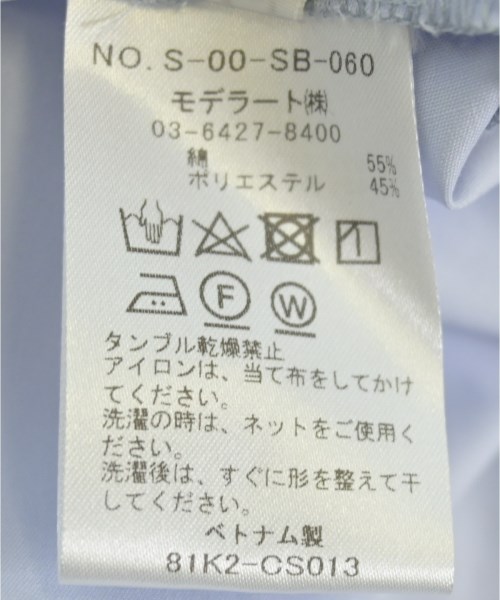 NO. S-00-SB-060
モデラート㈱
03-6427-8400
綿 55%
ポリエステル 45%
F W
タンブル乾燥禁止
アイロンは、当て布をしてかけ
てください。
洗濯の時は、ネットをご使用く
ださい。
洗濯後は、すぐに形を整えて干
してください。
ベトナム製
81K2-CS013